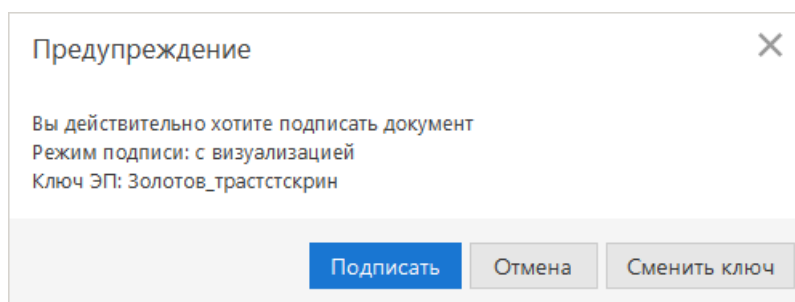 Предупреждение
Вы действительно хотите подписать документ
Режим подписи: с визуализацией
Ключ ЭП: Золотов_трастстскрин
Подписать Отмена Сменить ключ